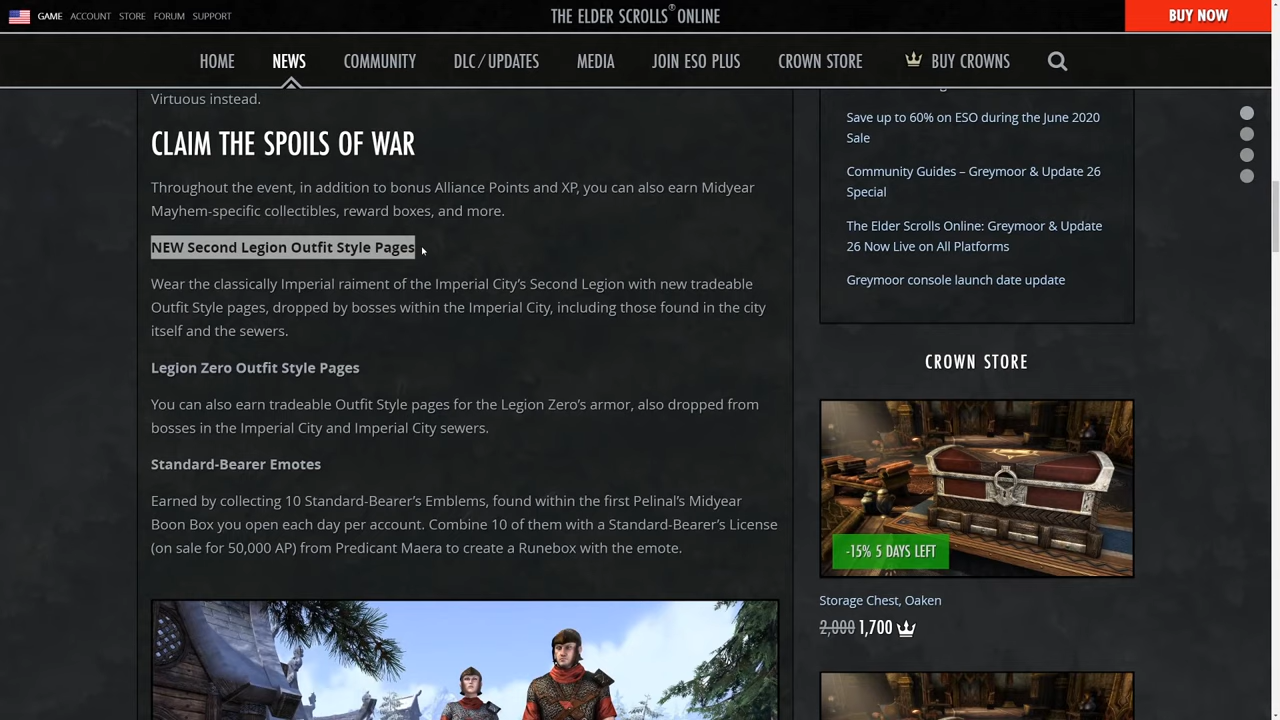 GAME ACCOUNT STORE FORUM SUPPORT
THE ELDER SCROLLS® ONLINE
BUY NOW
HOME NEWS COMMUNITY DLC/UPDATES MEDIA JOIN ESO PLUS CROWN STORE BUY CROWNS
Virtuous instead.
CLAIM THE SPOILS OF WAR
Throughout the event, in addition to bonus Alliance Points and XP, you can also earn Midyear
Mayhem-specific collectibles, reward boxes, and more.
NEW Second Legion Outfit Style Pages
Wear the classically Imperial raiment of the Imperial City's Second Legion with new tradeable
Outfit Style pages, dropped by bosses within the Imperial City, including those found in the city
itself and the sewers.
Legion Zero Outfit Style Pages
You can also earn tradeable Outfit Style pages for the Legion Zero's armor, also dropped from
bosses in the Imperial City and Imperial City sewers.
Standard-Bearer Emotes
Earned by collecting 10 Standard-Bearer's Emblems, found within the first Pelinal's Midyear
Boon Box you open each day per account. Combine 10 of them with a Standard-Bearer's License
(on sale for 50,000 AP) from Predicant Maera to create a Runebox with the emote.
Save up to 60% on ESO during the June 2020
Sale
Community Guides – Greymoor & Update 26
Special
The Elder Scrolls Online: Greymoor & Update
26 Now Live on All Platforms
Greymoor console launch date update
CROWN STORE
-15% 5 DAYS LEFT
Storage Chest, Oaken
2,000 1,700